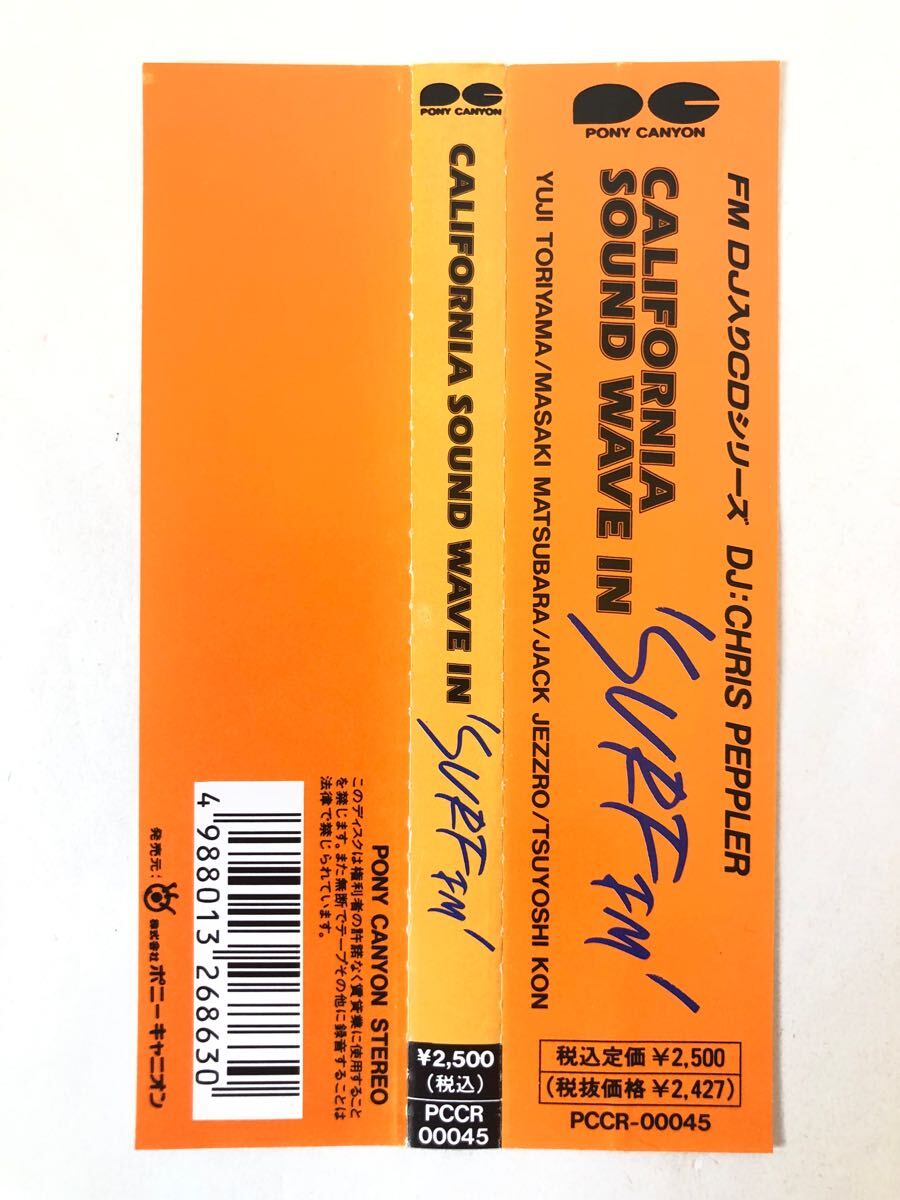 PONY CANYON
FM DJ入りCDシリーズ DJ:CHRIS PEPPLER
CALIFORNIA
SOUND WAVE IN
'SURF FM'
YUJI TORIYAMA/MASAKI MATSUBARA/JACK JEZZRO/TSUYOSHI KON
税込定価 ¥2,500
(税抜価格 ¥2,427)
PCCR-00045
PONY CANYON
CALIFORNIA SOUND WAVE IN
'SURF FM'
¥2,500
(税込)
PCCR
00045
PONY CANYON STEREO
このディスクは権利者の許諾なく賃貸業に使用すること
を禁じます。また無断でテープその他に録音することは
法律で禁じられています。
4 988013 268630
発売元: 株式会社 ポニーキャニオン